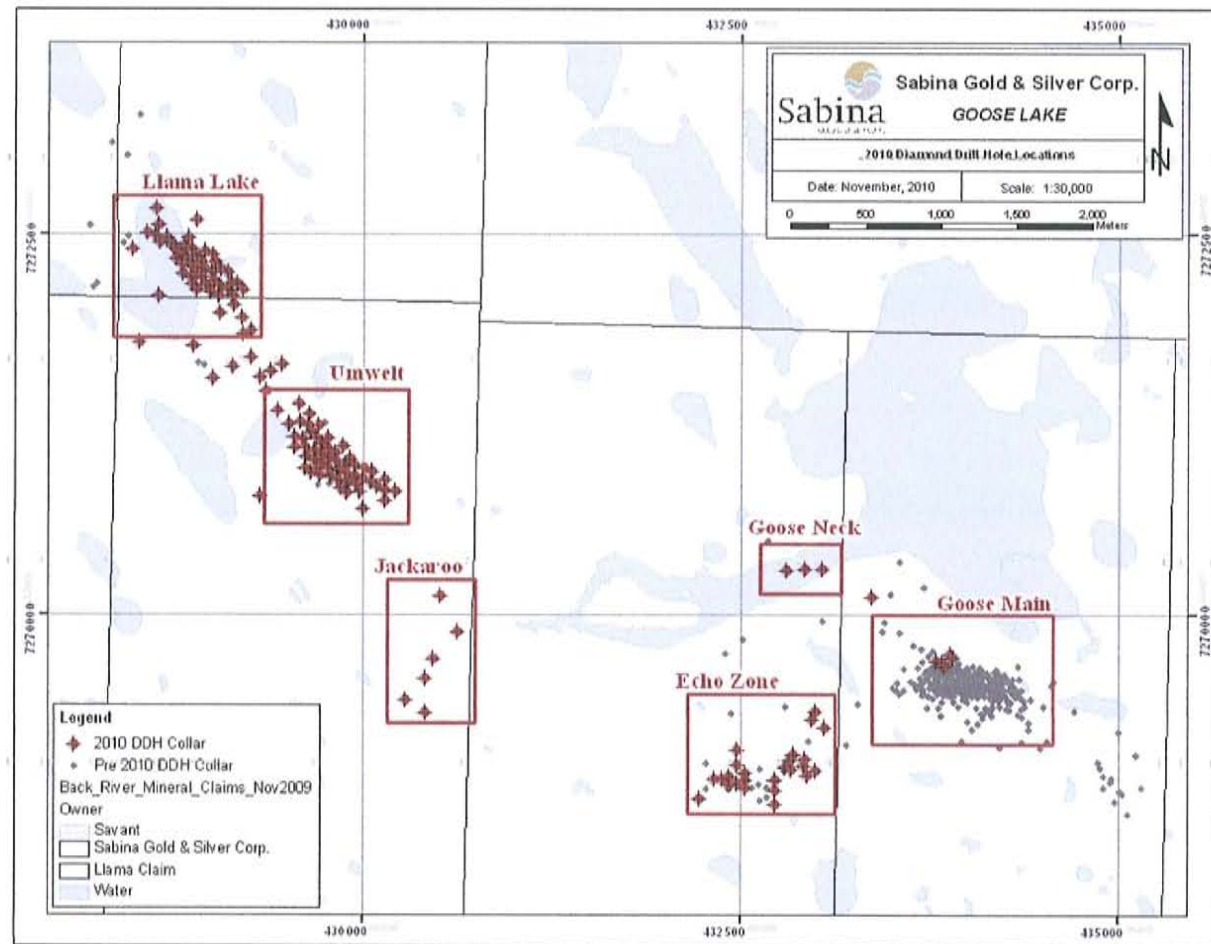 430000 432500 435000
Sabina Gold & Silver Corp.
Sabina
GOOSE LAKE
2010 Diamond Drill Hole Locations
Date: November, 2010 Scale: 1:30,000
0 500 1,000 1,500 2,000
Meters
N
Llama Lake
7272500 7272500
Umwelt
Goose Neck
Jackaroo
Goose Main
7270000 7270000
Echo Zone
Legend
2010 DDH Collar
Pre 2010 DDH Collar
Back_River_Mineral_Claims_Nov2009
Owner
Savant
Sabina Gold & Silver Corp.
Llama Claim
Water
430000 432500 435000